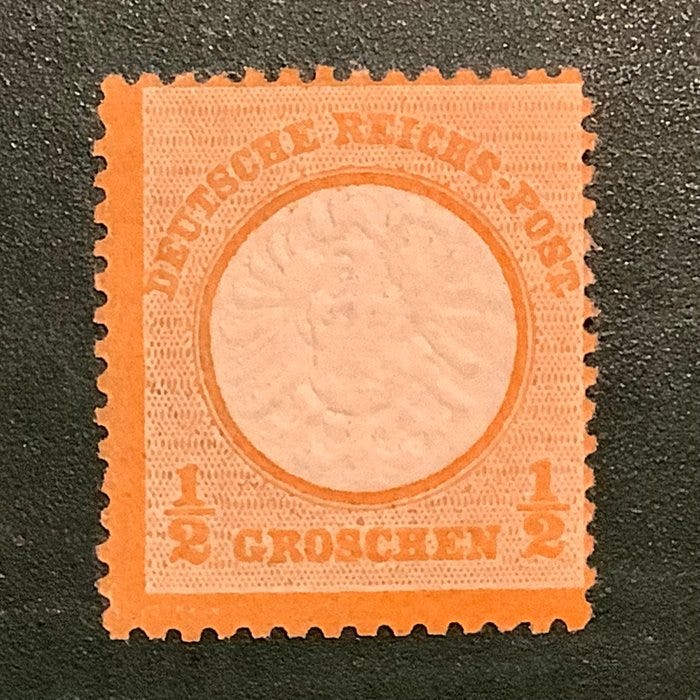 DEUTSCHE REICHS-POST
1/2 GROSCHEN 1/2